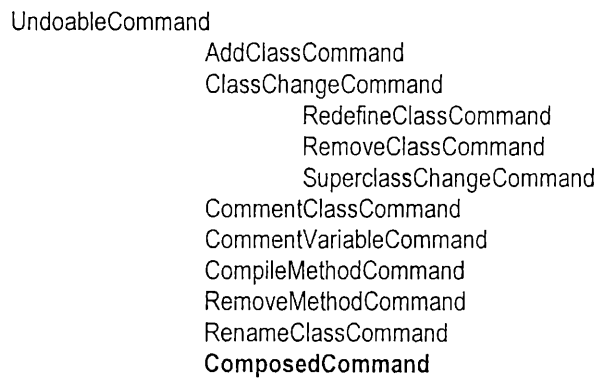 UndoableCommand
AddClassCommand
ClassChangeCommand
RedefineClassCommand
RemoveClassCommand
SuperclassChangeCommand
CommentClassCommand
CommentVariableCommand
CompileMethodCommand
RemoveMethodCommand
RenameClassCommand
ComposedCommand